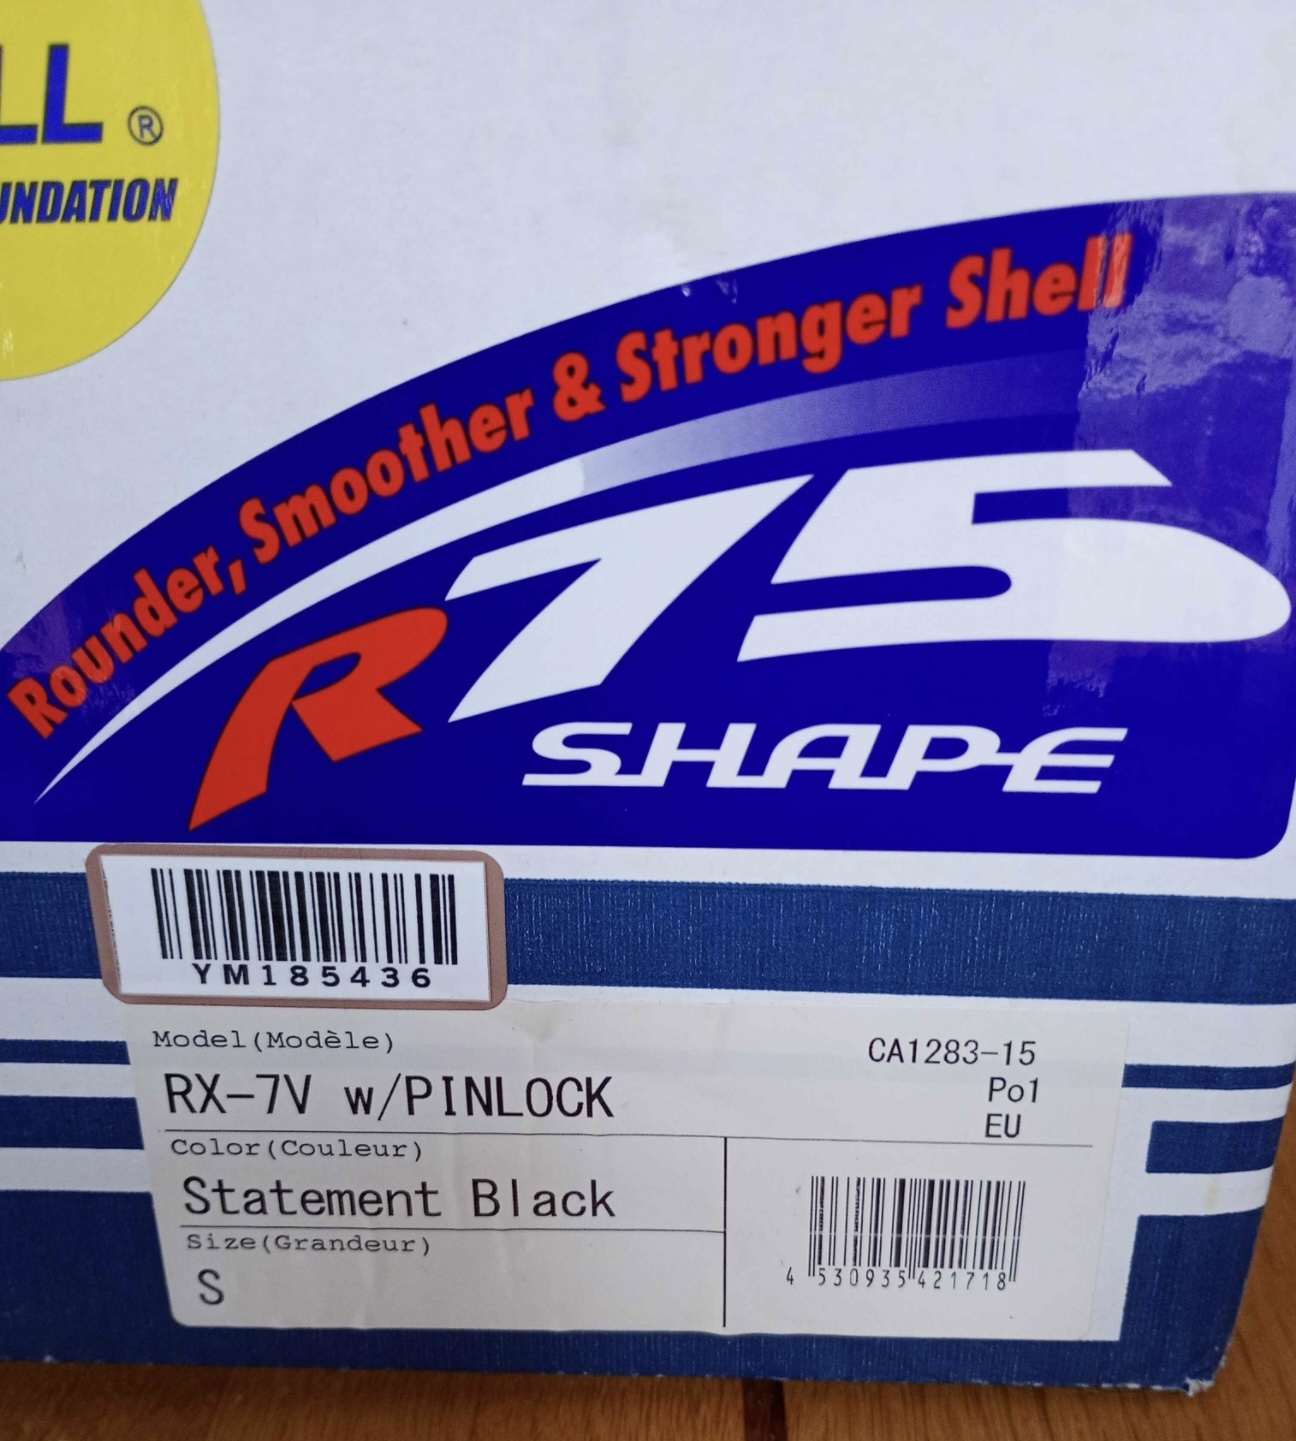 LL ®
UNDATION
Rounder, Smoother & Stronger Shell
R75
SHAPE
YM185436
Model(Modèle)
CA1283-15
RX-7V w/PINLOCK
Po1
EU
Color(Couleur)
Statement Black
Size(Grandeur)
S
4 530935 421718